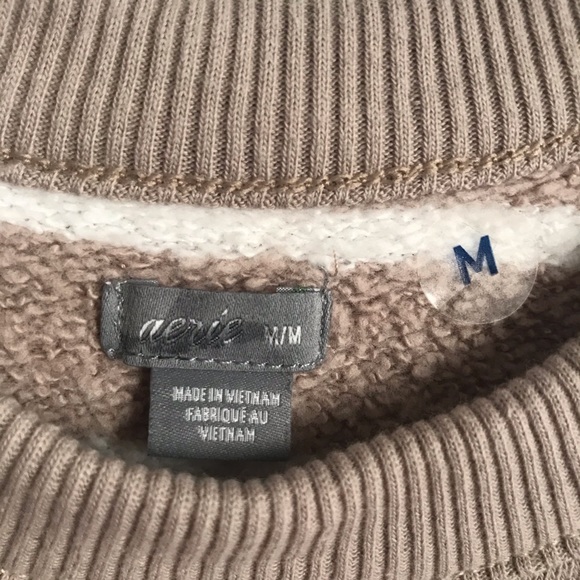 aerie M/M
MADE IN VIETNAM
FABRIQUÉ AU
VIETNAM
M